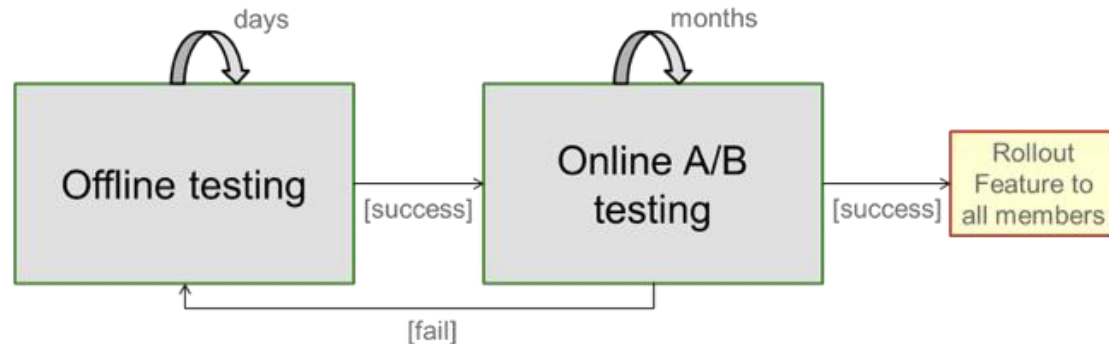 days
months
Offline testing
[success]
Online A/B
testing
[success]
Rollout
Feature to
all members
[fail]